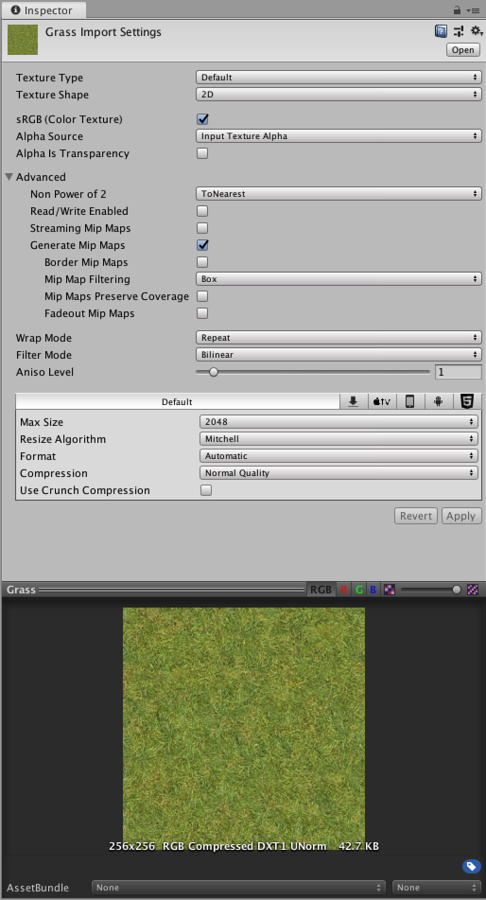 Inspector
Grass Import Settings
Open
Texture Type Default
Texture Shape 2D
sRGB (Color Texture)
Alpha Source Input Texture Alpha
Alpha Is Transparency
Advanced
Non Power of 2 ToNearest
Read/Write Enabled
Streaming Mip Maps
Generate Mip Maps
Border Mip Maps
Mip Map Filtering Box
Mip Maps Preserve Coverage
Fadeout Mip Maps
Wrap Mode Repeat
Filter Mode Bilinear
Aniso Level 1
Default tv 5
Max Size 2048
Resize Algorithm Mitchell
Format Automatic
Compression Normal Quality
Use Crunch Compression
Revert Apply
Grass RGB R G B
256x256 RGB Compressed DXT1 UNorm 42.7 KB
AssetBundle None None